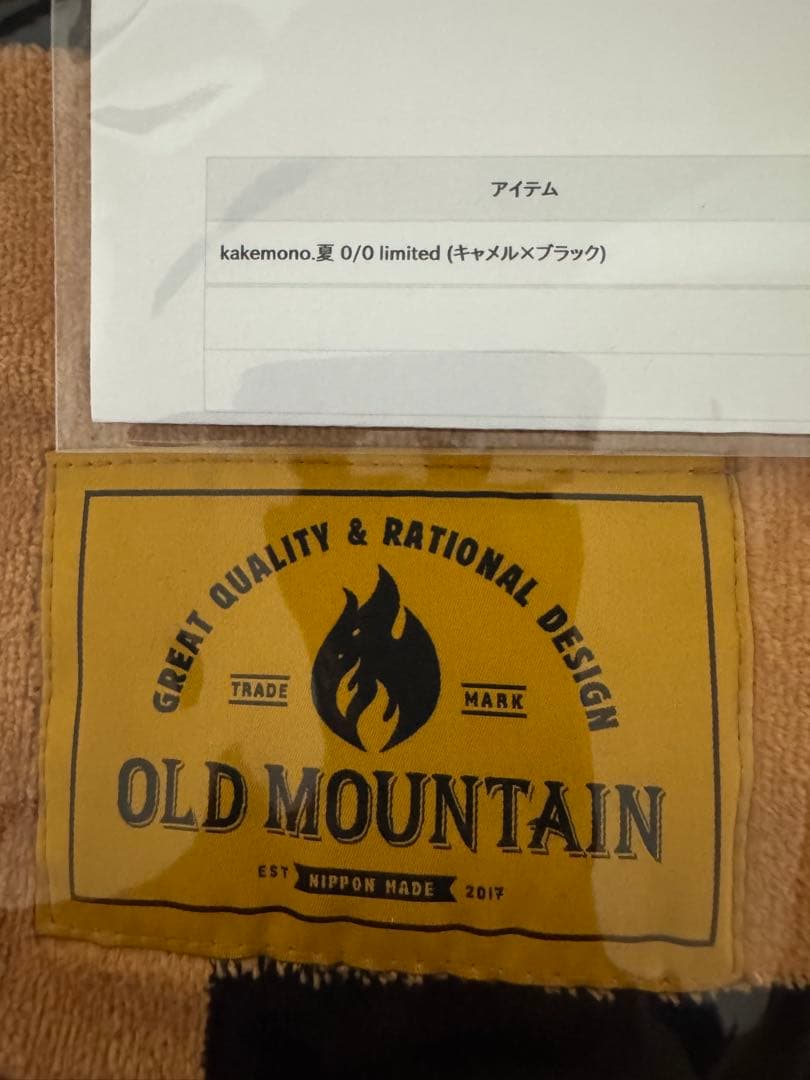 アイテム
kakemono.夏 0/0 limited (キャメル×ブラック)
GREAT QUALITY & RATIONAL DESIGN
TRADE MARK
OLD MOUNTAIN
EST NIPPON MADE 2017